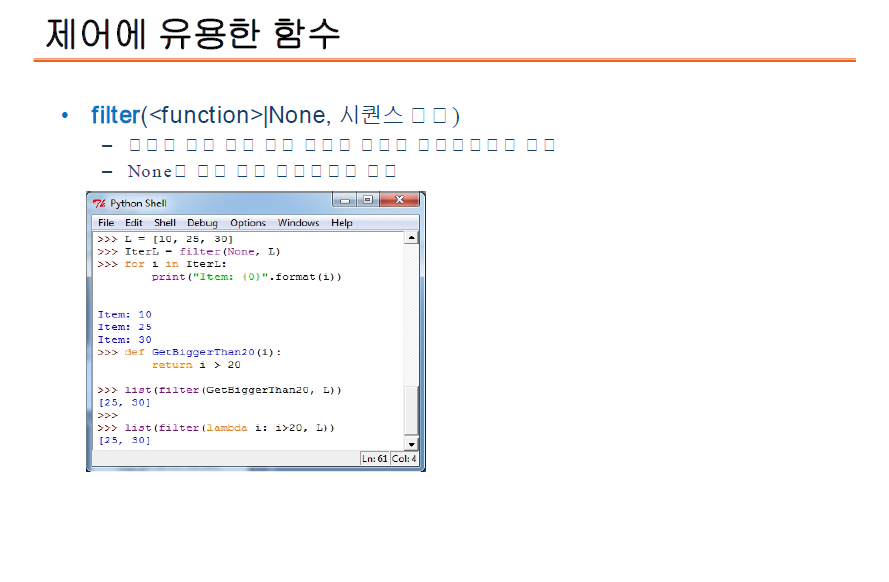 제어에 유용한 함수
• filter(<function>|None, 시퀀스 )
–
– None
Python Shell
File Edit Shell Debug Options Windows Help
>>> L = [10, 25, 30]
>>> IterL = filter(None, L)
>>> for i in IterL:
print("Item: {0}".format(i))
Item: 10
Item: 25
Item: 30
>>> def GetBiggerThan20(i):
return i > 20
>>> list(filter(GetBiggerThan20, L))
[25, 30]
>>>
>>> list(filter(lambda i: i>20, L))
[25, 30]
Ln: 61 Col: 4